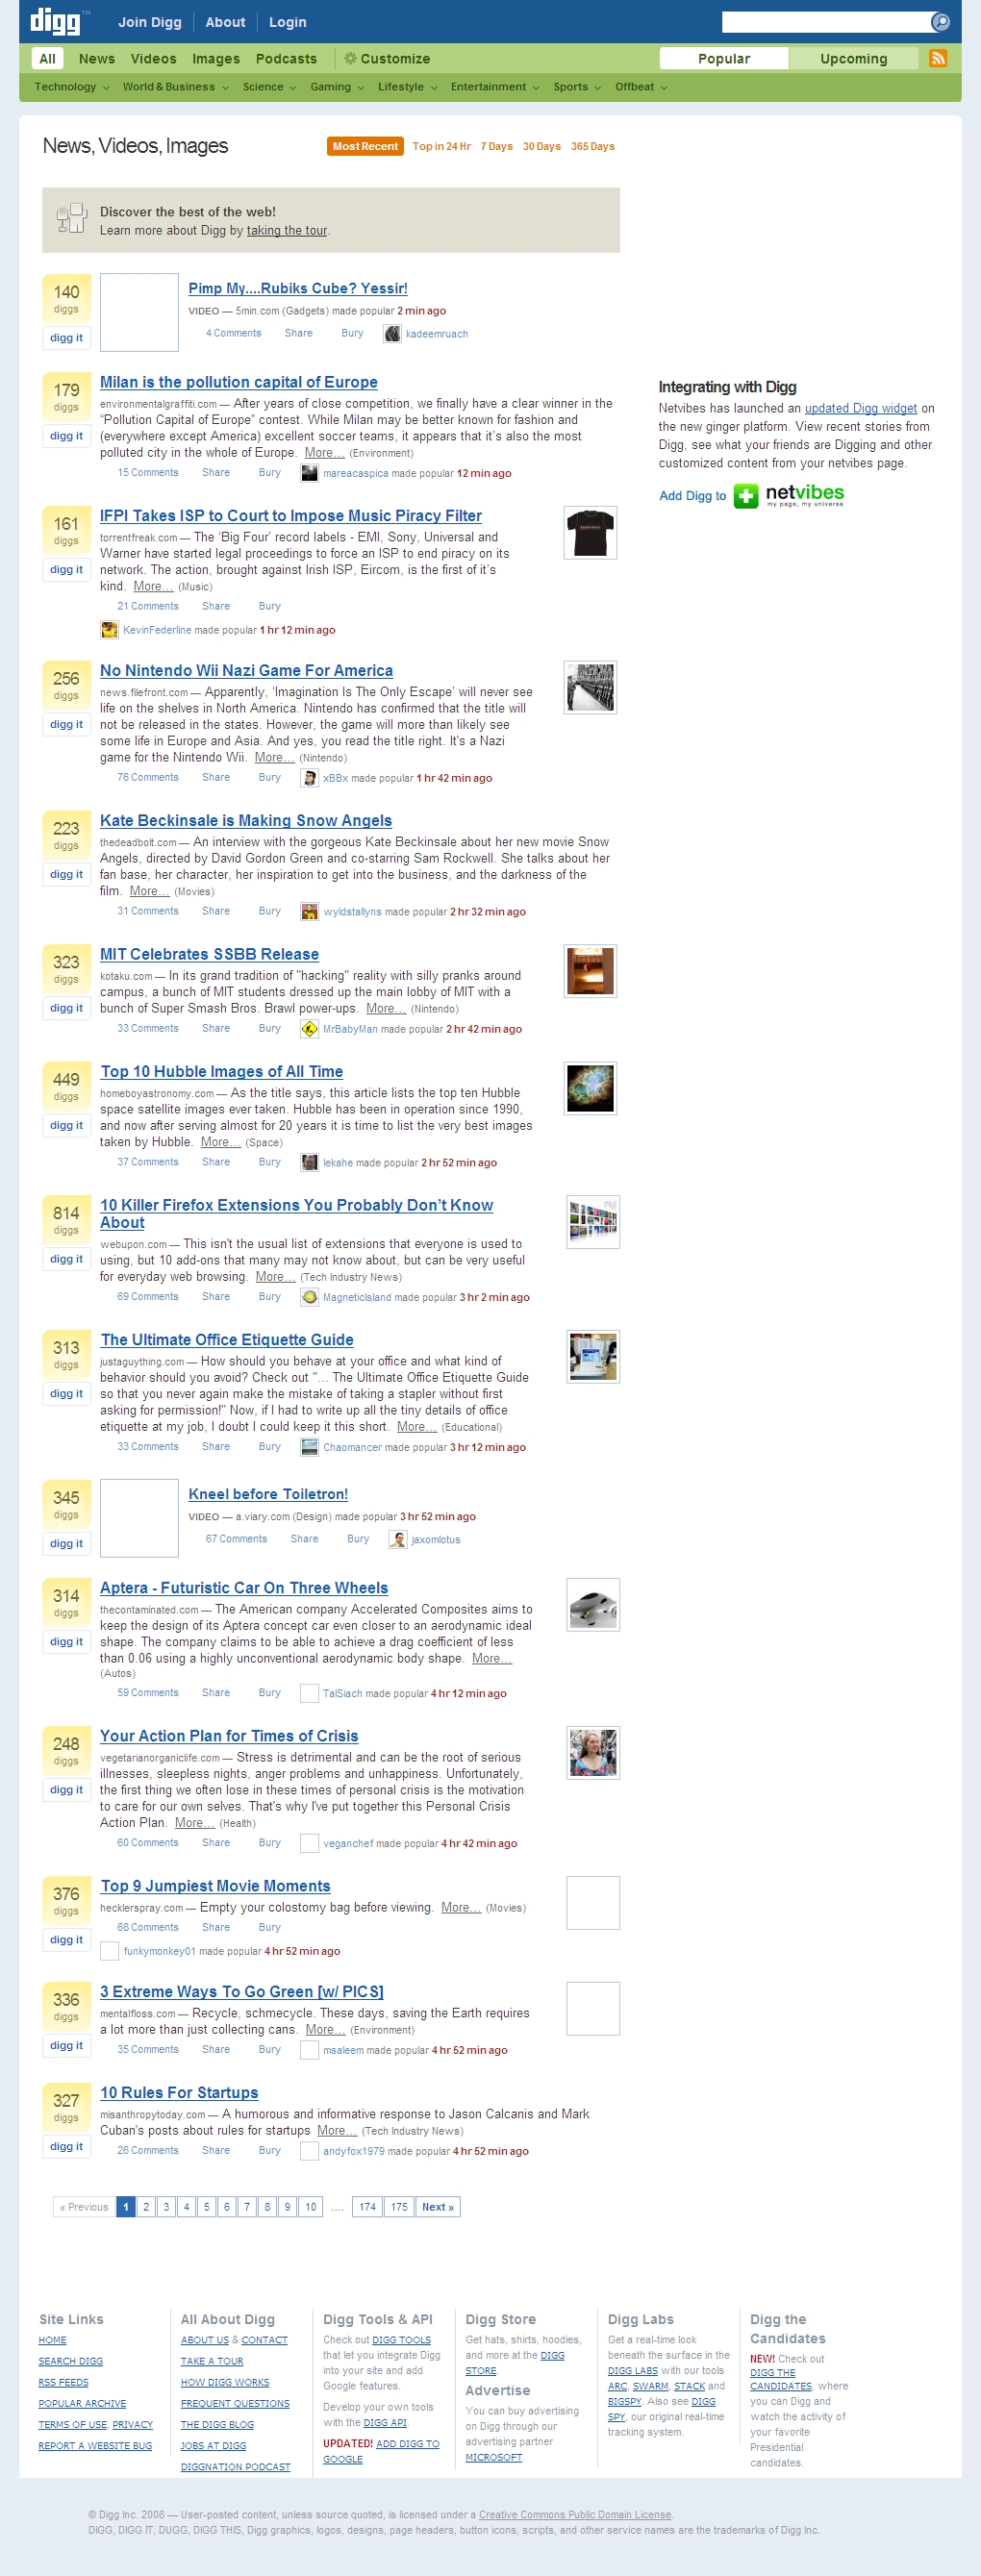 digg™
Join Digg About Login
All News Videos Images Podcasts Customize Popular Upcoming
Technology World & Business Science Gaming Lifestyle Entertainment Sports Offbeat
News, Videos, Images
Most Recent Top in 24 Hr 7 Days 30 Days 365 Days
Discover the best of the web!
Learn more about Digg by taking the tour.
140
diggs
digg it
Pimp My....Rubiks Cube? Yessir!
VIDEO — 5min.com (Gadgets) made popular 2 min ago
4 Comments Share Bury kadeemruach
179
diggs
digg it
Milan is the pollution capital of Europe
environmentalgraffiti.com — After years of close competition, we finally have a clear winner in the
“Pollution Capital of Europe” contest. While Milan may be better known for fashion and
(everywhere except America) excellent soccer teams, it appears that it’s also the most
polluted city in the whole of Europe. More... (Environment)
15 Comments Share Bury mareacaspica made popular 12 min ago
Integrating with Digg
Netvibes has launched an updated Digg widget on
the new ginger platform. View recent stories from
Digg, see what your friends are Digging and other
customized content from your netvibes page.
Add Digg to netvibes
my page, my universe
161
diggs
digg it
IFPI Takes ISP to Court to Impose Music Piracy Filter
torrentfreak.com — The ‘Big Four’ record labels - EMI, Sony, Universal and
Warner have started legal proceedings to force an ISP to end piracy on its
network. The action, brought against Irish ISP, Eircom, is the first of it’s
kind. More... (Music)
21 Comments Share Bury
KevinFederline made popular 1 hr 12 min ago
256
diggs
digg it
No Nintendo Wii Nazi Game For America
news.filefront.com — Apparently, ‘Imagination Is The Only Escape’ will never see
life on the shelves in North America. Nintendo has confirmed that the title will
not be released in the states. However, the game will more than likely see
some life in Europe and Asia. And yes, you read the title right. It's a Nazi
game for the Nintendo Wii. More... (Nintendo)
76 Comments Share Bury xBBx made popular 1 hr 42 min ago
223
diggs
digg it
Kate Beckinsale is Making Snow Angels
thedeadbolt.com — An interview with the gorgeous Kate Beckinsale about her new movie Snow
Angels, directed by David Gordon Green and co-starring Sam Rockwell. She talks about her
fan base, her character, her inspiration to get into the business, and the darkness of the
film. More... (Movies)
31 Comments Share Bury wyldstallyns made popular 2 hr 32 min ago
323
diggs
digg it
MIT Celebrates SSBB Release
kotaku.com — In its grand tradition of "hacking" reality with silly pranks around
campus, a bunch of MIT students dressed up the main lobby of MIT with a
bunch of Super Smash Bros. Brawl power-ups. More... (Nintendo)
33 Comments Share Bury MrBabyMan made popular 2 hr 42 min ago
449
diggs
digg it
Top 10 Hubble Images of All Time
homeboyastronomy.com — As the title says, this article lists the top ten Hubble
space satellite images ever taken. Hubble has been in operation since 1990,
and now after serving almost for 20 years it is time to list the very best images
taken by Hubble. More... (Space)
37 Comments Share Bury lekahe made popular 2 hr 52 min ago
814
diggs
digg it
10 Killer Firefox Extensions You Probably Don’t Know
About
webupon.com — This isn't the usual list of extensions that everyone is used to
using, but 10 add-ons that many may not know about, but can be very useful
for everyday web browsing. More... (Tech Industry News)
69 Comments Share Bury MagneticIsland made popular 3 hr 2 min ago
313
diggs
digg it
The Ultimate Office Etiquette Guide
justaguything.com — How should you behave at your office and what kind of
behavior should you avoid? Check out "... The Ultimate Office Etiquette Guide
so that you never again make the mistake of taking a stapler without first
asking for permission!" Now, if I had to write up all the tiny details of office
etiquette at my job, I doubt I could keep it this short. More... (Educational)
33 Comments Share Bury Chaomancer made popular 3 hr 12 min ago
345
diggs
digg it
Kneel before Toiletron!
VIDEO — a.viary.com (Design) made popular 3 hr 52 min ago
67 Comments Share Bury jaxomlotus
314
diggs
digg it
Aptera - Futuristic Car On Three Wheels
thecontaminated.com — The American company Accelerated Composites aims to
keep the design of its Aptera concept car even closer to an aerodynamic ideal
shape. The company claims to be able to achieve a drag coefficient of less
than 0.06 using a highly unconventional aerodynamic body shape. More...
(Autos)
59 Comments Share Bury TalSiach made popular 4 hr 12 min ago
248
diggs
digg it
Your Action Plan for Times of Crisis
vegetarianorganiclife.com — Stress is detrimental and can be the root of serious
illnesses, sleepless nights, anger problems and unhappiness. Unfortunately,
the first thing we often lose in these times of personal crisis is the motivation
to care for our own selves. That's why I've put together this Personal Crisis
Action Plan. More... (Health)
60 Comments Share Bury veganchef made popular 4 hr 42 min ago
376
diggs
digg it
Top 9 Jumpiest Movie Moments
hecklerspray.com — Empty your colostomy bag before viewing. More... (Movies)
68 Comments Share Bury
funkymonkey01 made popular 4 hr 52 min ago
336
diggs
digg it
3 Extreme Ways To Go Green [w/ PICS]
mentalfloss.com — Recycle, schmecycle. These days, saving the Earth requires
a lot more than just collecting cans. More... (Environment)
35 Comments Share Bury msaleem made popular 4 hr 52 min ago
327
diggs
digg it
10 Rules For Startups
misanthropytoday.com — A humorous and informative response to Jason Calcanis and Mark
Cuban's posts about rules for startups More... (Tech Industry News)
26 Comments Share Bury andyfox1979 made popular 4 hr 52 min ago
« Previous 1 2 3 4 5 6 7 8 9 10 .... 174 175 Next »
Site Links
HOME
SEARCH DIGG
RSS FEEDS
POPULAR ARCHIVE
TERMS OF USE, PRIVACY
REPORT A WEBSITE BUG
All About Digg
ABOUT US & CONTACT
TAKE A TOUR
HOW DIGG WORKS
FREQUENT QUESTIONS
THE DIGG BLOG
JOBS AT DIGG
DIGGNATION PODCAST
Digg Tools & API
Check out DIGG TOOLS
that let you integrate Digg
into your site and add
Google features.
Develop your own tools
with the DIGG API.
UPDATED! ADD DIGG TO
GOOGLE
Digg Store
Get hats, shirts, hoodies,
and more at the DIGG
STORE.
Advertise
You can buy advertising
on Digg through our
advertising partner
MICROSOFT.
Digg Labs
Get a real-time look
beneath the surface in the
DIGG LABS with our tools
ARC, SWARM, STACK and
BIGSPY. Also see DIGG
SPY, our original real-time
tracking system.
Digg the
Candidates
NEW! Check out
DIGG THE
CANDIDATES, where
you can Digg and
watch the activity of
your favorite
Presidential
candidates.
© Digg Inc. 2008 — User-posted content, unless source quoted, is licensed under a Creative Commons Public Domain License.
DIGG, DIGG IT, DUGG, DIGG THIS, Digg graphics, logos, designs, page headers, button icons, scripts, and other service names are the trademarks of Digg Inc.